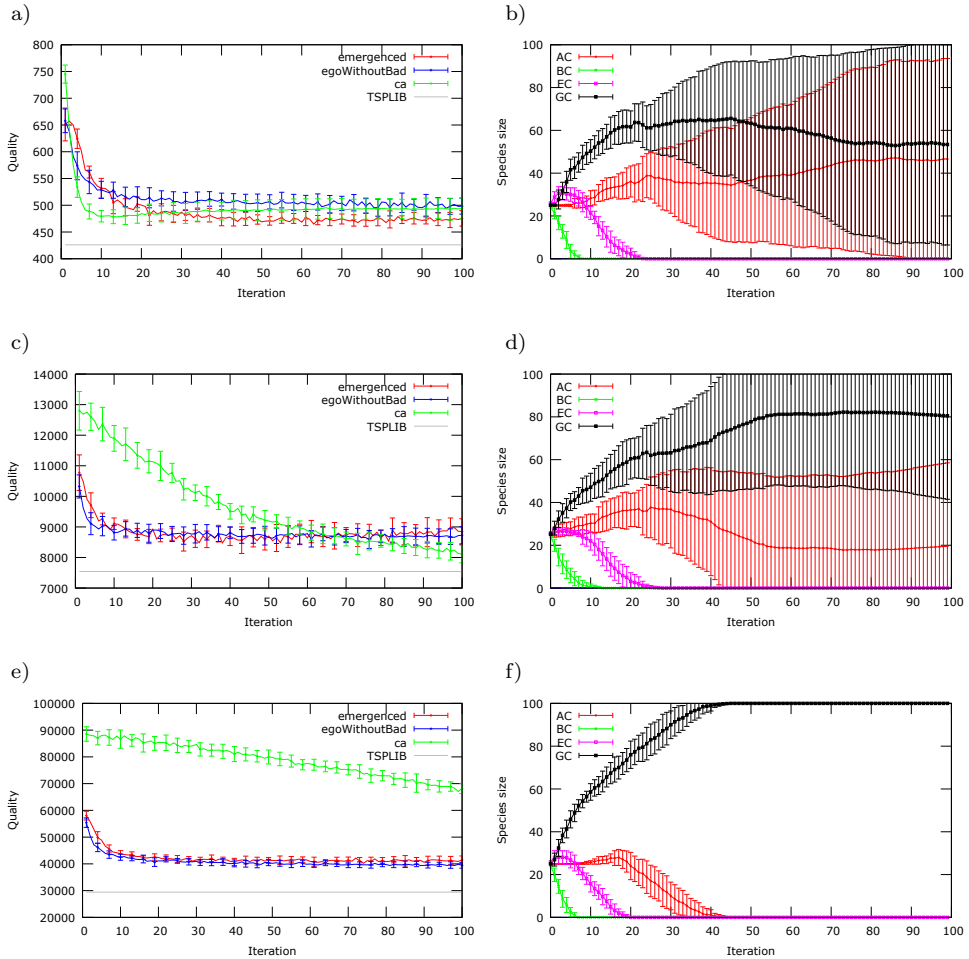 a)
800
750
700
650
600
550
500
450
400
Quality
0 10 20 30 40 50 60 70 80 90 100
Iteration
emergenced
egoWithoutBad
ca
TSPLIB
b)
100
80
60
40
20
0
Species size
0 10 20 30 40 50 60 70 80 90 100
Iteration
AC
BC
EC
GC
c)
14000
13000
12000
11000
10000
9000
8000
7000
Quality
0 10 20 30 40 50 60 70 80 90 100
Iteration
emergenced
egoWithoutBad
ca
TSPLIB
d)
100
80
60
40
20
0
Species size
0 10 20 30 40 50 60 70 80 90 100
Iteration
AC
BC
EC
GC
e)
100000
90000
80000
70000
60000
50000
40000
30000
20000
Quality
0 10 20 30 40 50 60 70 80 90 100
Iteration
emergenced
egoWithoutBad
ca
TSPLIB
f)
100
80
60
40
20
0
Species size
0 10 20 30 40 50 60 70 80 90 100
Iteration
AC
BC
EC
GC